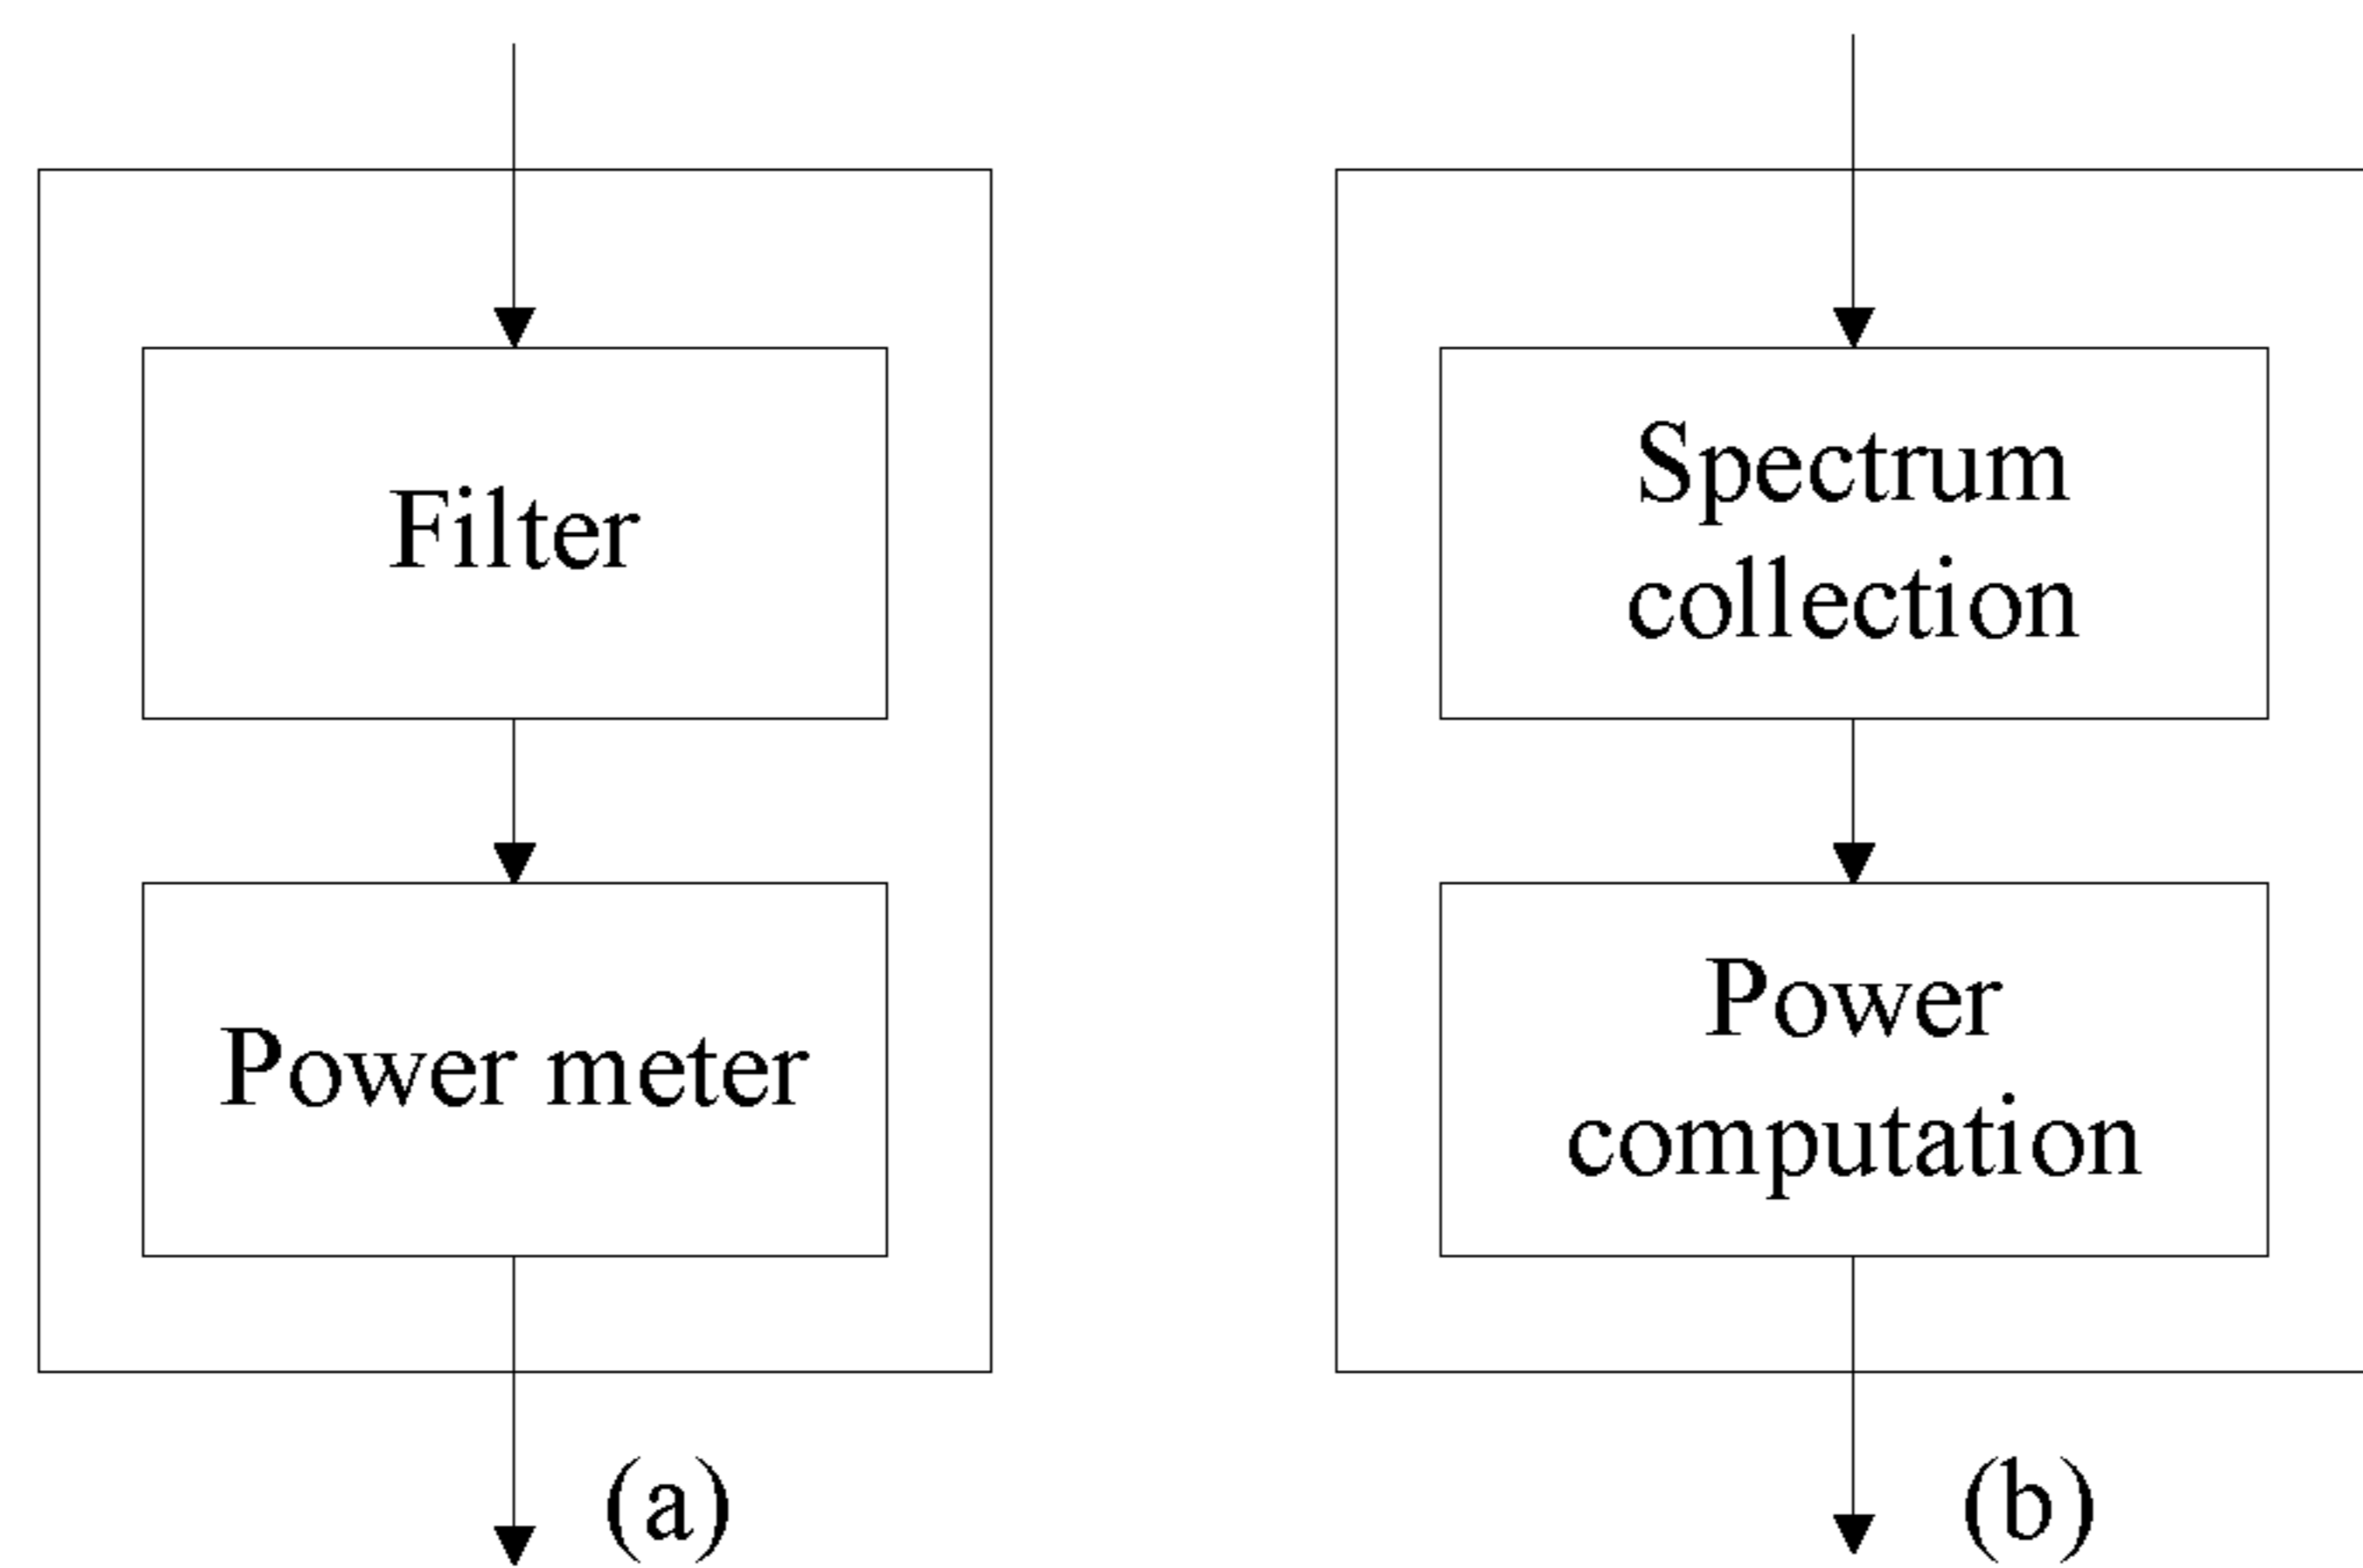 Filter
Power meter
(a)
Spectrum
collection
Power
computation
(b)